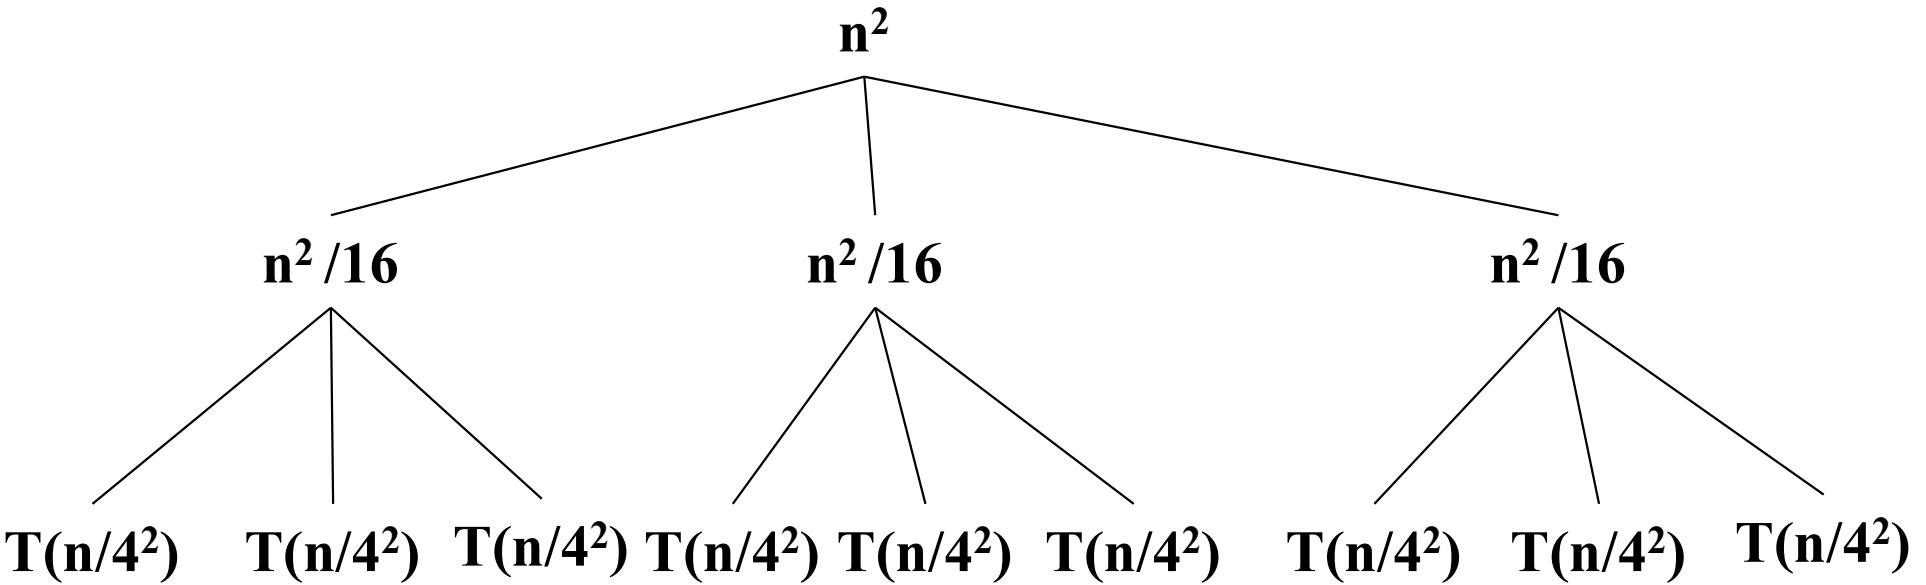 n²
n² /16 n² /16 n² /16
T(n/4²) T(n/4²) T(n/4²) T(n/4²) T(n/4²) T(n/4²) T(n/4²) T(n/4²) T(n/4²)